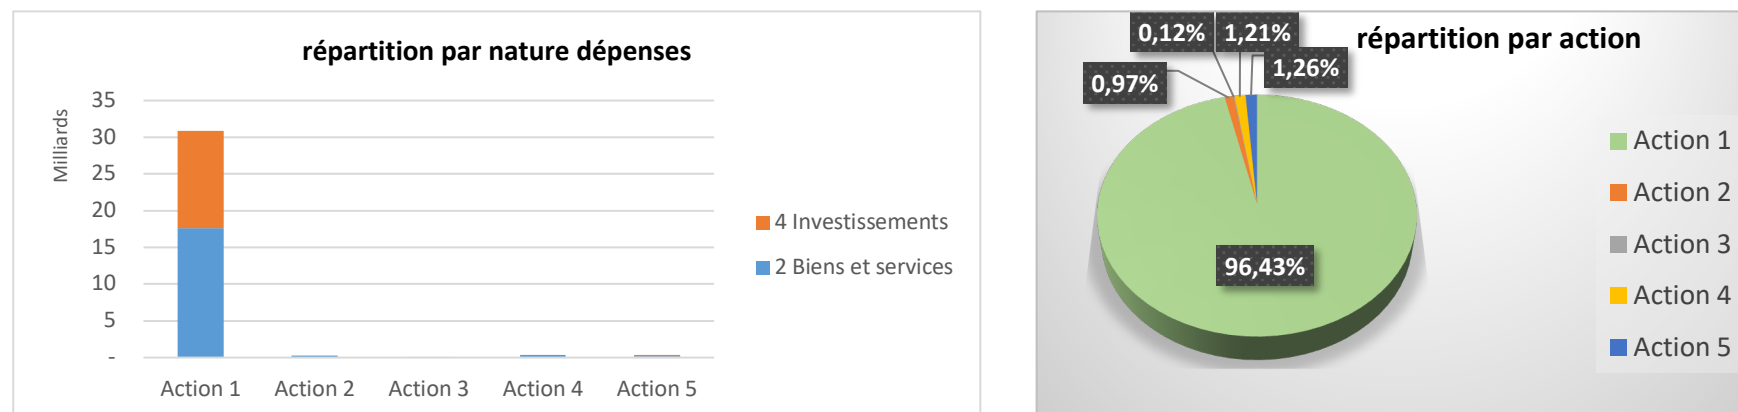 répartition par nature dépenses
Milliards
35
30
25
20
15
10
5
-
Action 1 Action 2 Action 3 Action 4 Action 5
4 Investissements
2 Biens et services
répartition par action
0,12% 1,21%
1,26%
0,97%
96,43%
Action 1
Action 2
Action 3
Action 4
Action 5